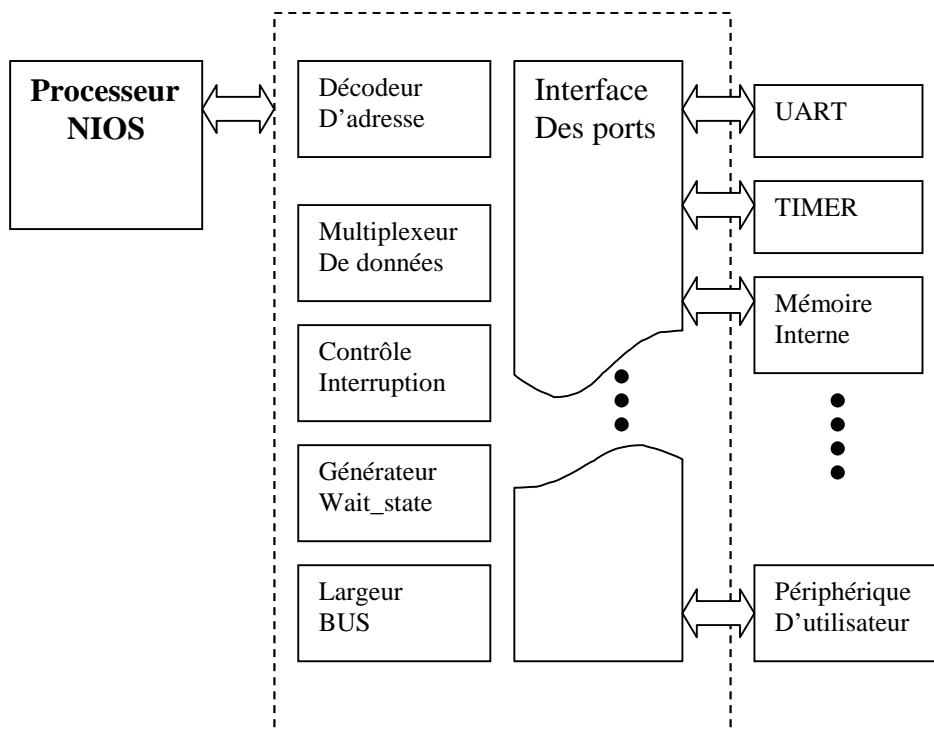 Processeur
NIOS
Décodeur
D'adresse
Multiplexeur
De données
Contrôle
Interruption
Générateur
Wait_state
Largeur
BUS
Interface
Des ports
UART
TIMER
Mémoire
Interne
Périphérique
D'utilisateur